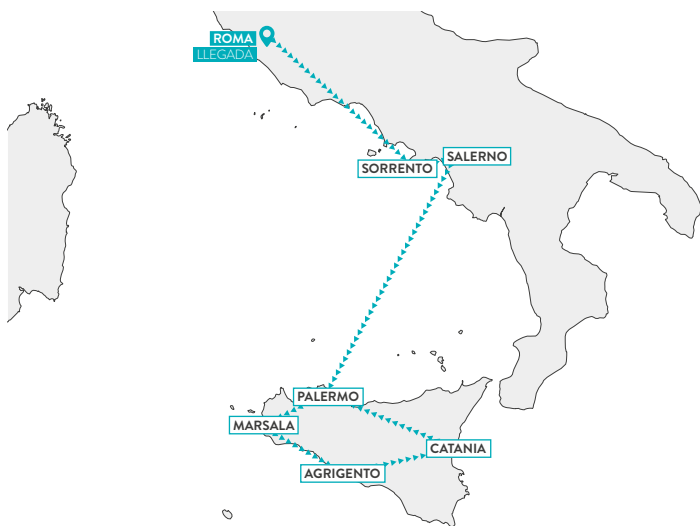 ROMA
LLEGADA
SALERNO
SORRENTO
PALERMO
MARSALA
CATANIA
AGRIGENTO